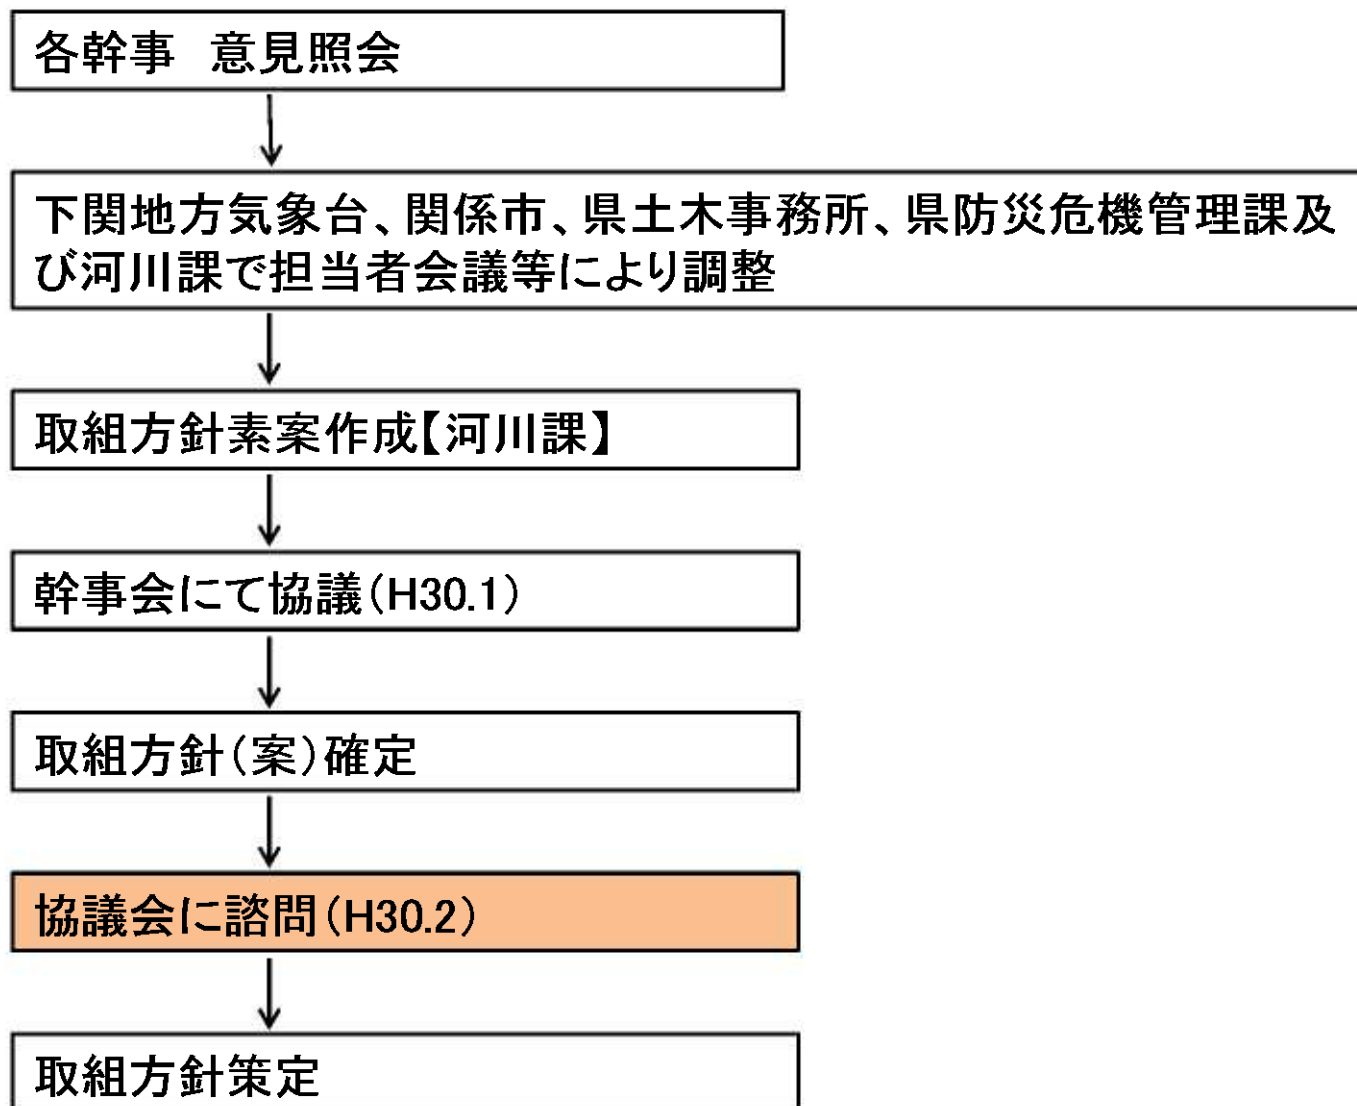 各幹事　意見照会
下関地方気象台、関係市、県土木事務所、県防災危機管理課及
び河川課で担当者会議等により調整
取組方針素案作成【河川課】
幹事会にて協議（H30.1）
取組方針（案）確定
協議会に諮問（H30.2）
取組方針策定